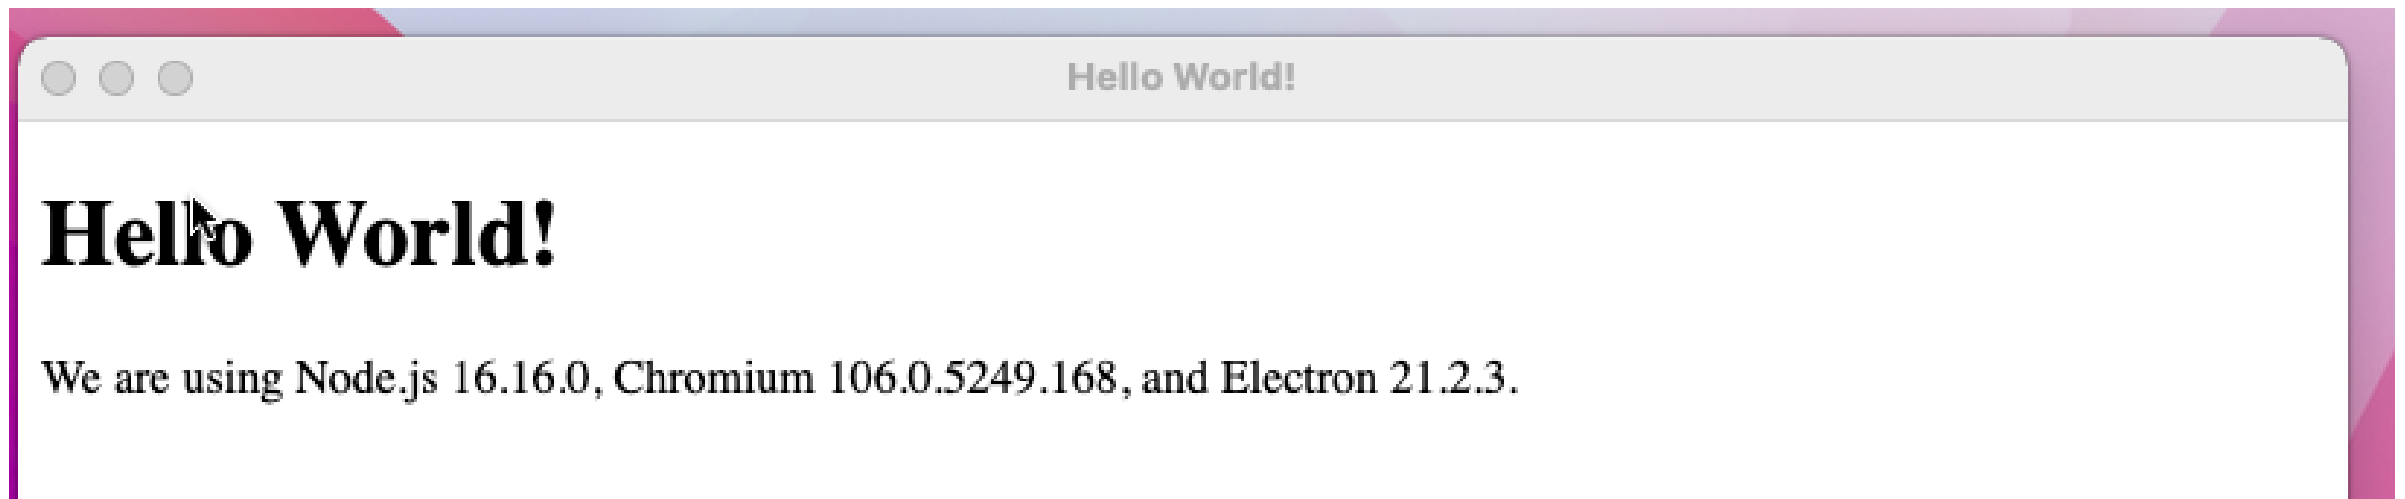 Hello World!
Hello World!
We are using Node.js 16.16.0, Chromium 106.0.5249.168, and Electron 21.2.3.